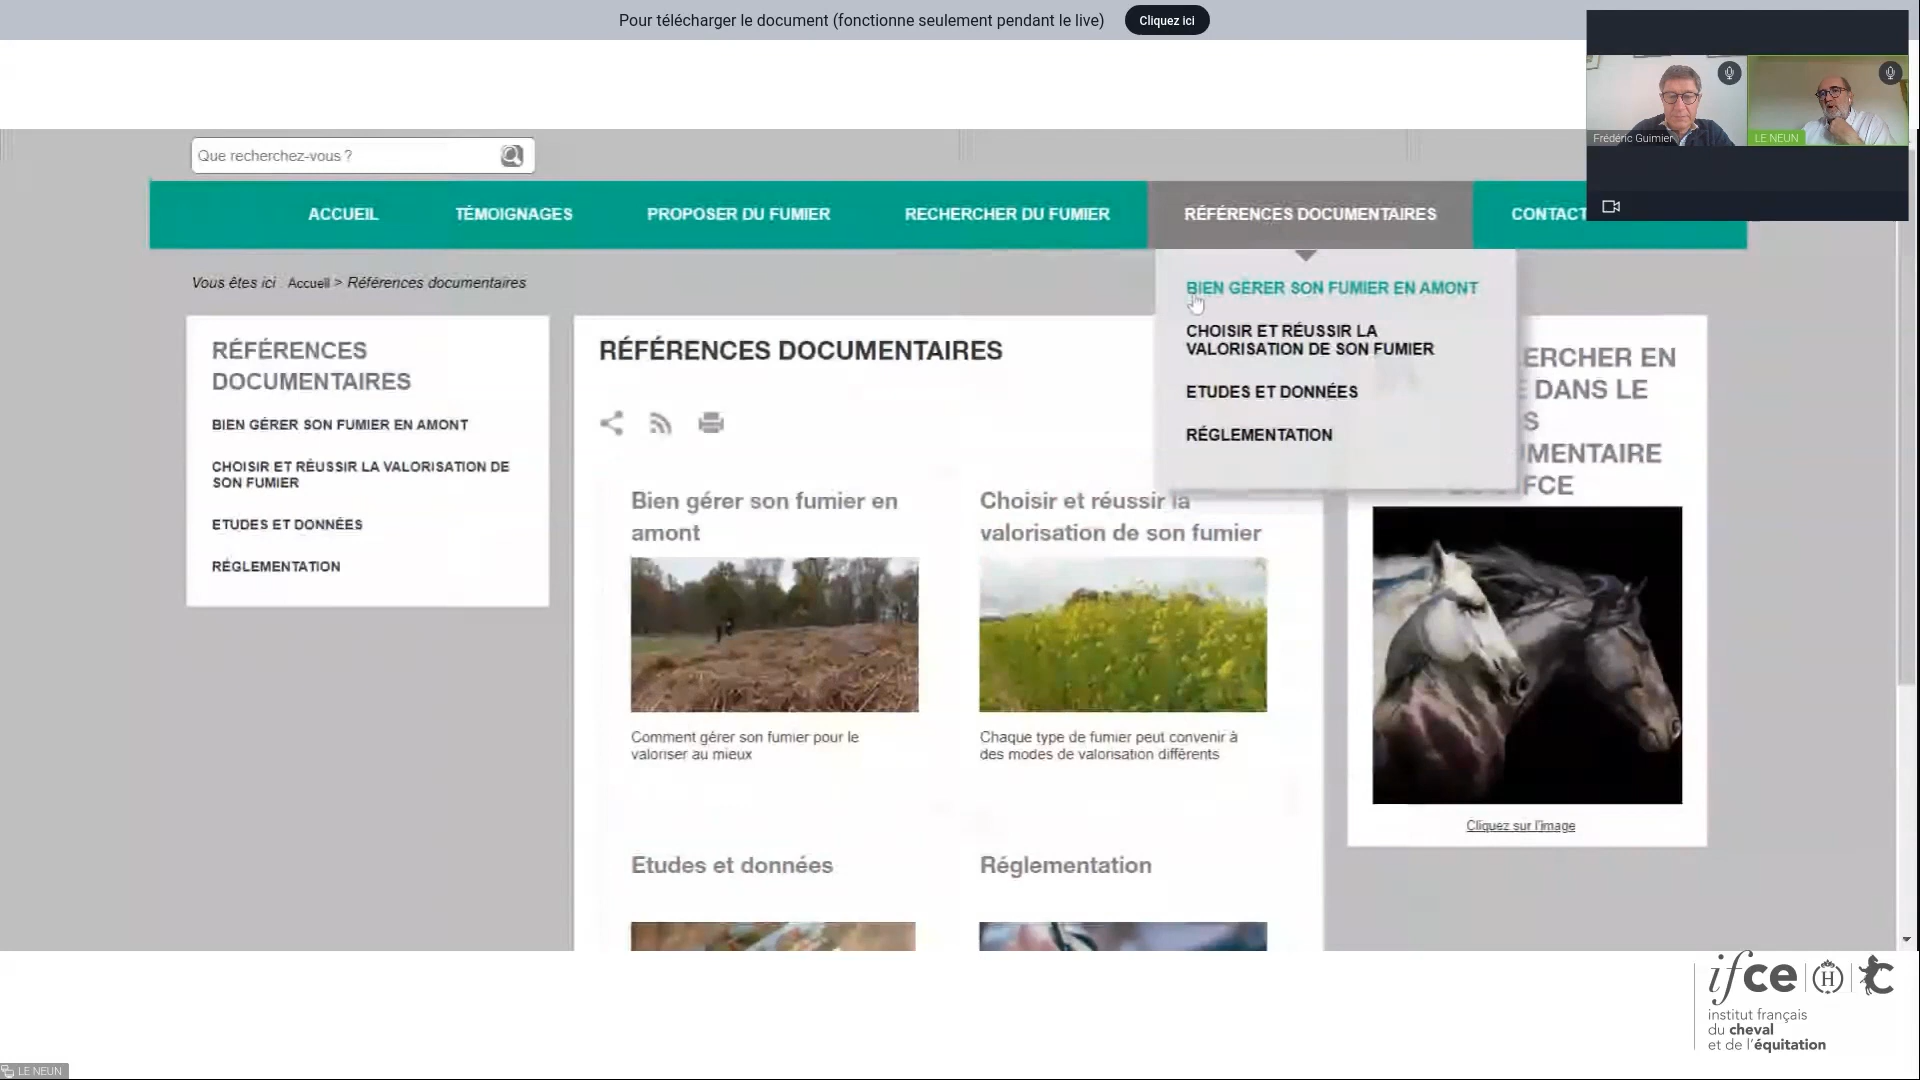 Pour télécharger le document (fonctionne seulement pendant le live)
Cliquez ici
Frédéric Guimier
LE NEUN
Que recherchez-vous ?
ACCUEIL
TÉMOIGNAGES
PROPOSER DU FUMIER
RECHERCHER DU FUMIER
RÉFÉRENCES DOCUMENTAIRES
CONTACT
Vous êtes ici : Accueil > Références documentaires
BIEN GÉRER SON FUMIER EN AMONT
CHOISIR ET RÉUSSIR LA
VALORISATION DE SON FUMIER
ETUDES ET DONNÉES
RÉGLEMENTATION
RÉFÉRENCES
DOCUMENTAIRES
BIEN GÉRER SON FUMIER EN AMONT
CHOISIR ET RÉUSSIR LA VALORISATION DE
SON FUMIER
ETUDES ET DONNÉES
RÉGLEMENTATION
RÉFÉRENCES DOCUMENTAIRES
Bien gérer son fumier en
amont
Comment gérer son fumier pour le
valoriser au mieux
Choisir et réussir la
valorisation de son fumier
Chaque type de fumier peut convenir à
des modes de valorisation différents
Etudes et données
Réglementation
ERCHER EN
DANS LE
S
MENTAIRE
FCE
Cliquez sur l'image
ifce
institut français
du cheval
et de l'équitation
LE NEUN